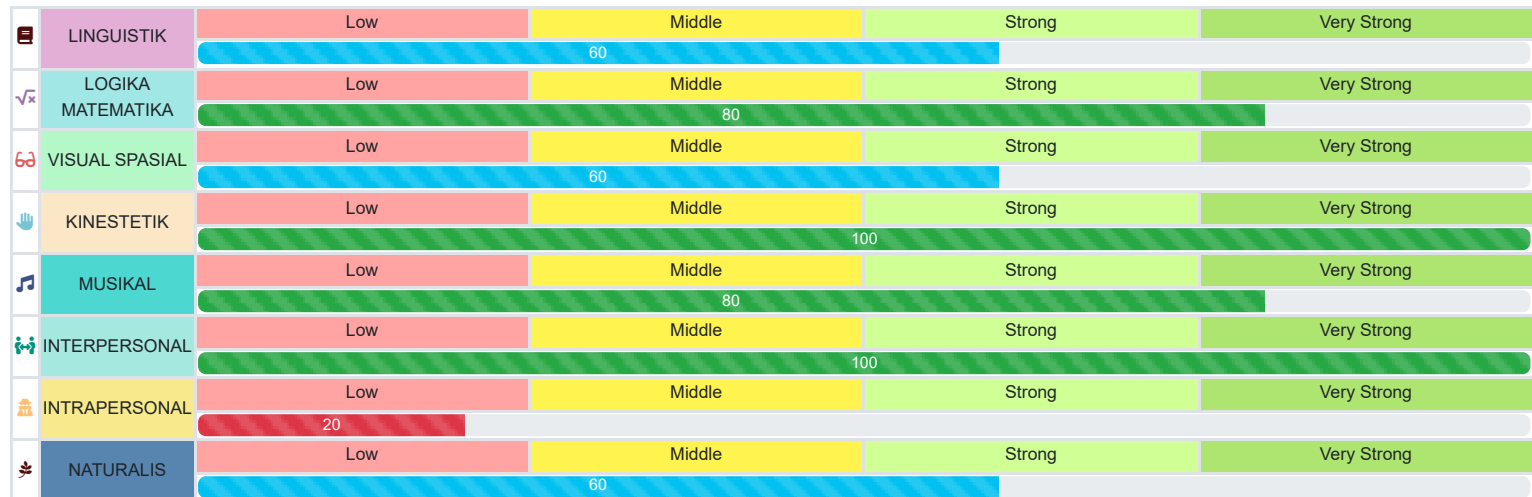 LINGUISTIK
Low Middle Strong Very Strong
60
LOGIKA MATEMATIKA
Low Middle Strong Very Strong
80
VISUAL SPASIAL
Low Middle Strong Very Strong
60
KINESTETIK
Low Middle Strong Very Strong
100
MUSIKAL
Low Middle Strong Very Strong
80
INTERPERSONAL
Low Middle Strong Very Strong
100
INTRAPERSONAL
Low Middle Strong Very Strong
20
NATURALIS
Low Middle Strong Very Strong
60